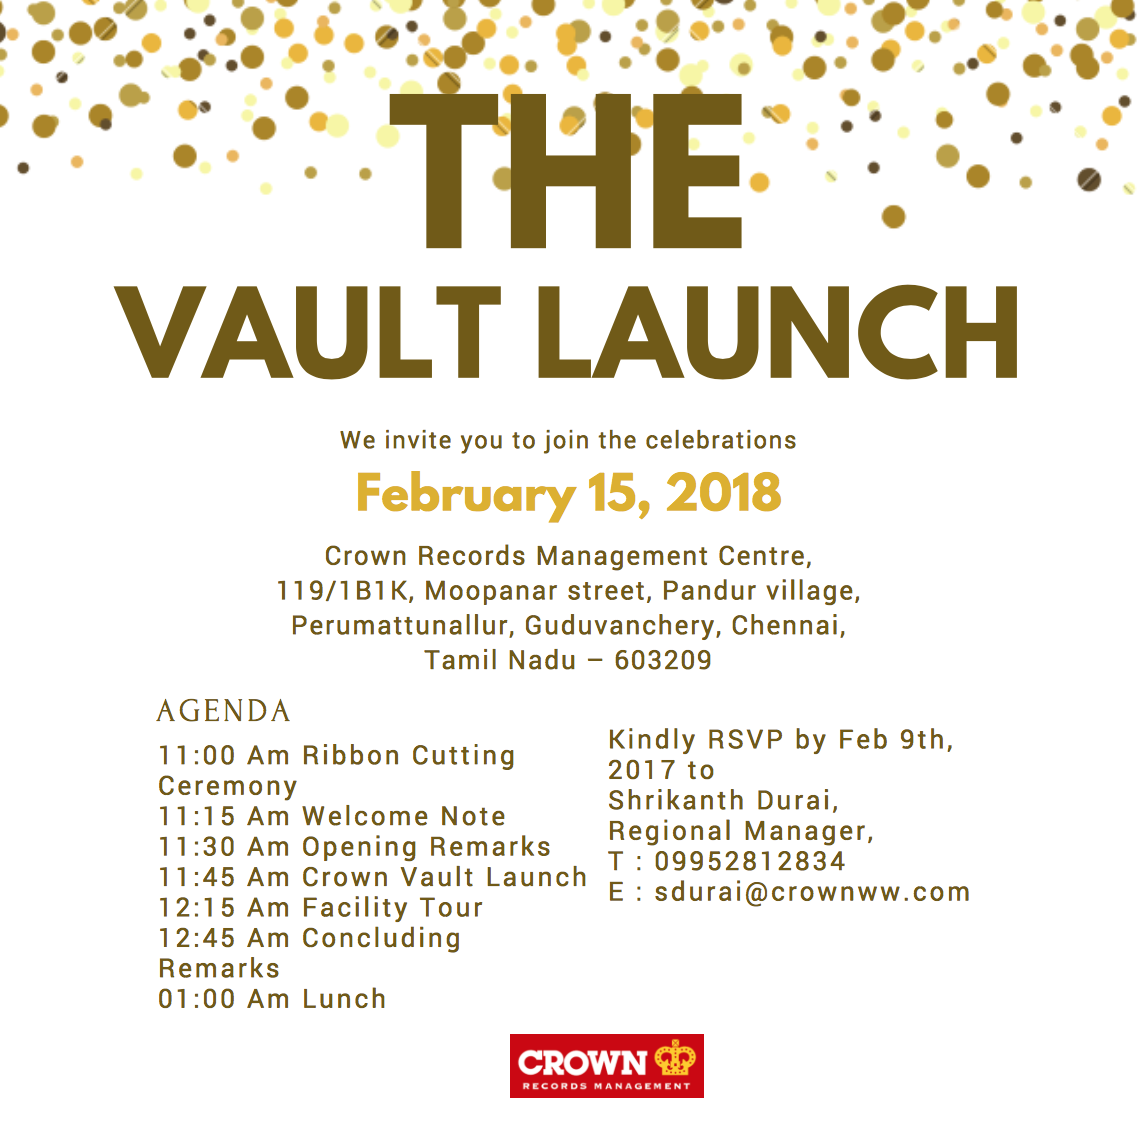 THE
VAULT LAUNCH
We invite you to join the celebrations
February 15, 2018
Crown Records Management Centre,
119/1B1K, Moopanar street, Pandur village,
Perumattunallur, Guduvanchery, Chennai,
Tamil Nadu – 603209
AGENDA
11:00 Am Ribbon Cutting
Ceremony
11:15 Am Welcome Note
11:30 Am Opening Remarks
11:45 Am Crown Vault Launch
12:15 Am Facility Tour
12:45 Am Concluding
Remarks
01:00 Am Lunch
Kindly RSVP by Feb 9th,
2017 to
Shrikanth Durai,
Regional Manager,
T : 09952812834
E : sdurai@crownww.com
CROWN
RECORDS MANAGEMENT